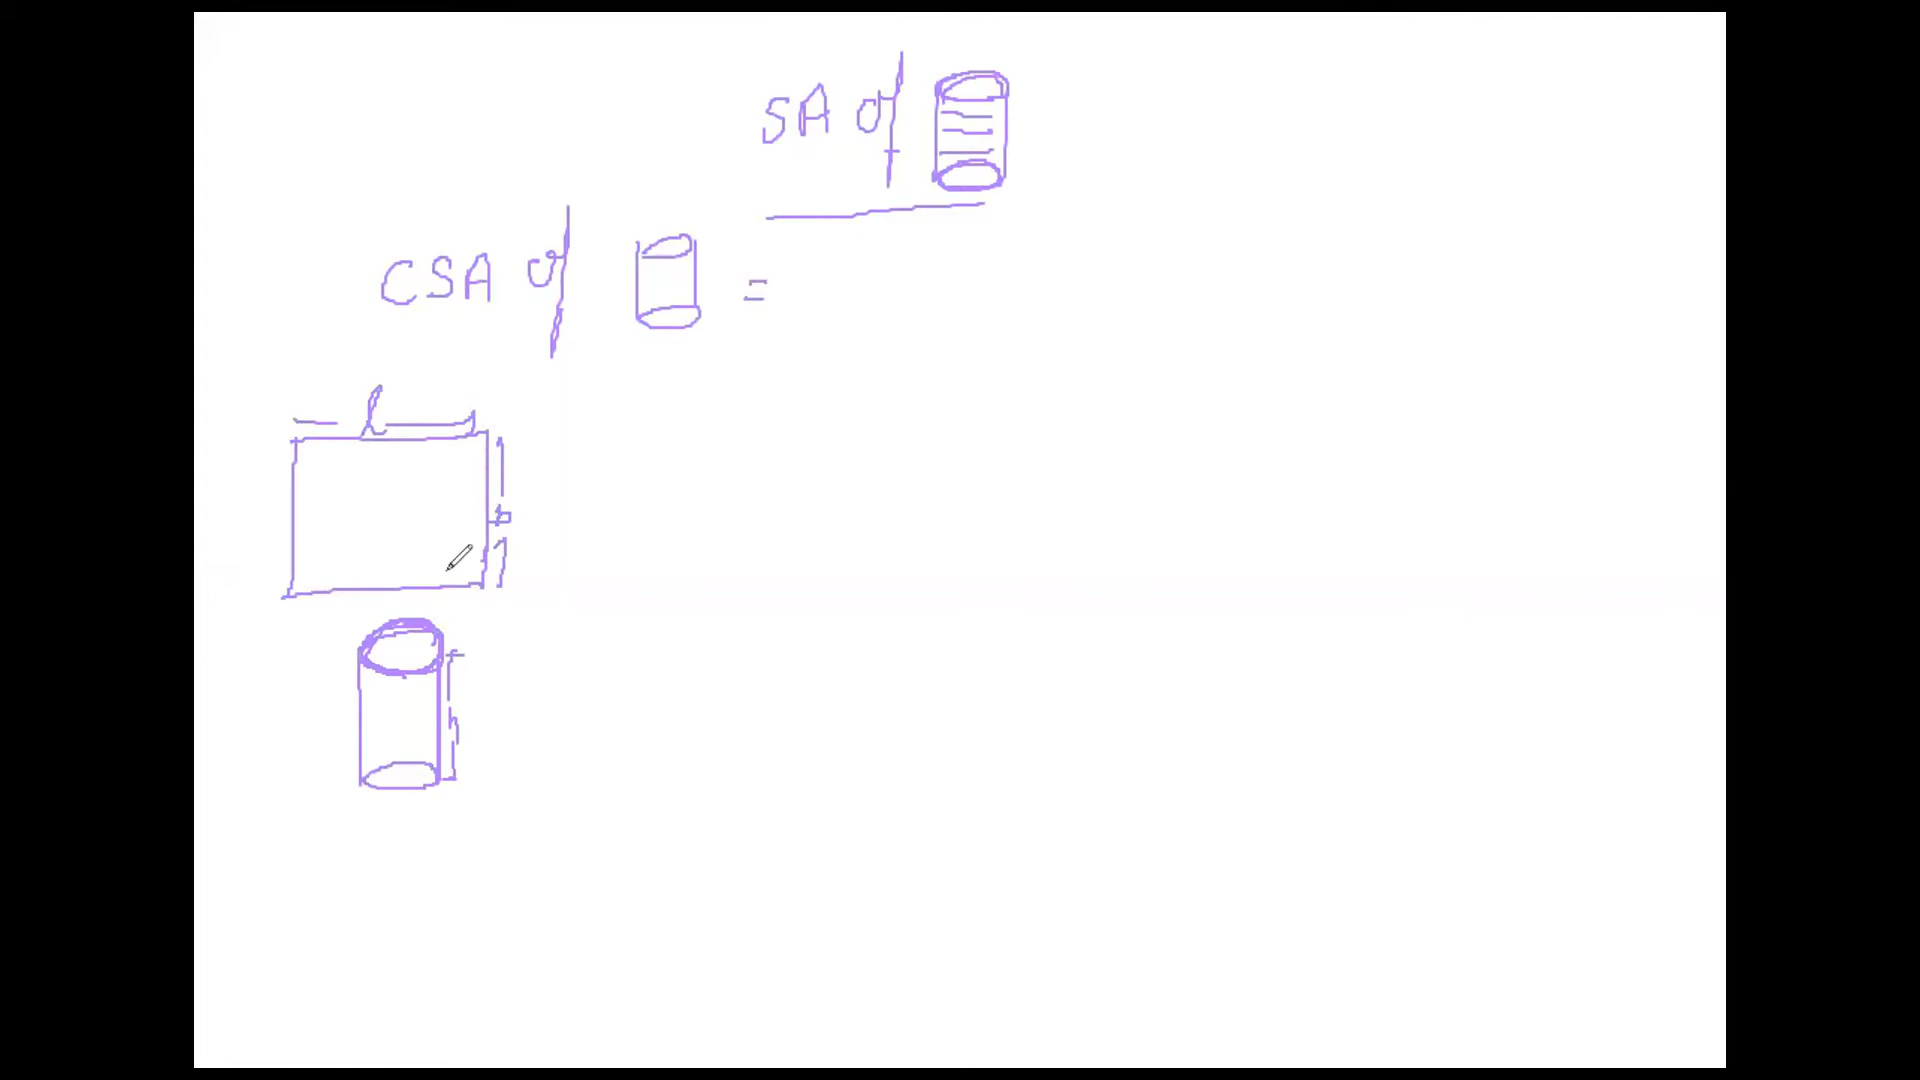 SA of
CSA of =
l
b
h